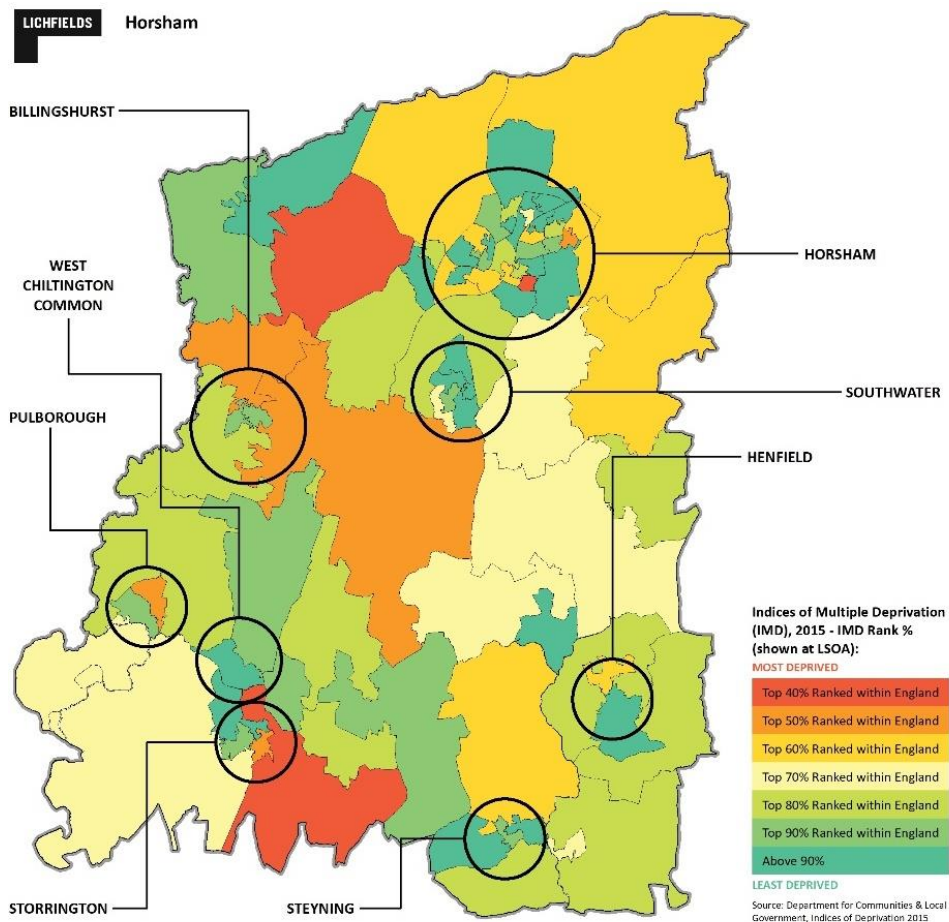 LICHFIELDS
Horsham
BILLINGSHURST
HORSHAM
WEST
CHILTINGTON
COMMON
SOUTHWATER
PULBOROUGH
HENFIELD
Indices of Multiple Deprivation
(IMD), 2015 - IMD Rank %
(shown at LSOA):
MOST DEPRIVED
Top 40% Ranked within England
Top 50% Ranked within England
Top 60% Ranked within England
Top 70% Ranked within England
Top 80% Ranked within England
Top 90% Ranked within England
Above 90%
LEAST DEPRIVED
Source: Department for Communities & Local
Government, Indices of Deprivation 2015
STORRINGTON
STEYNING